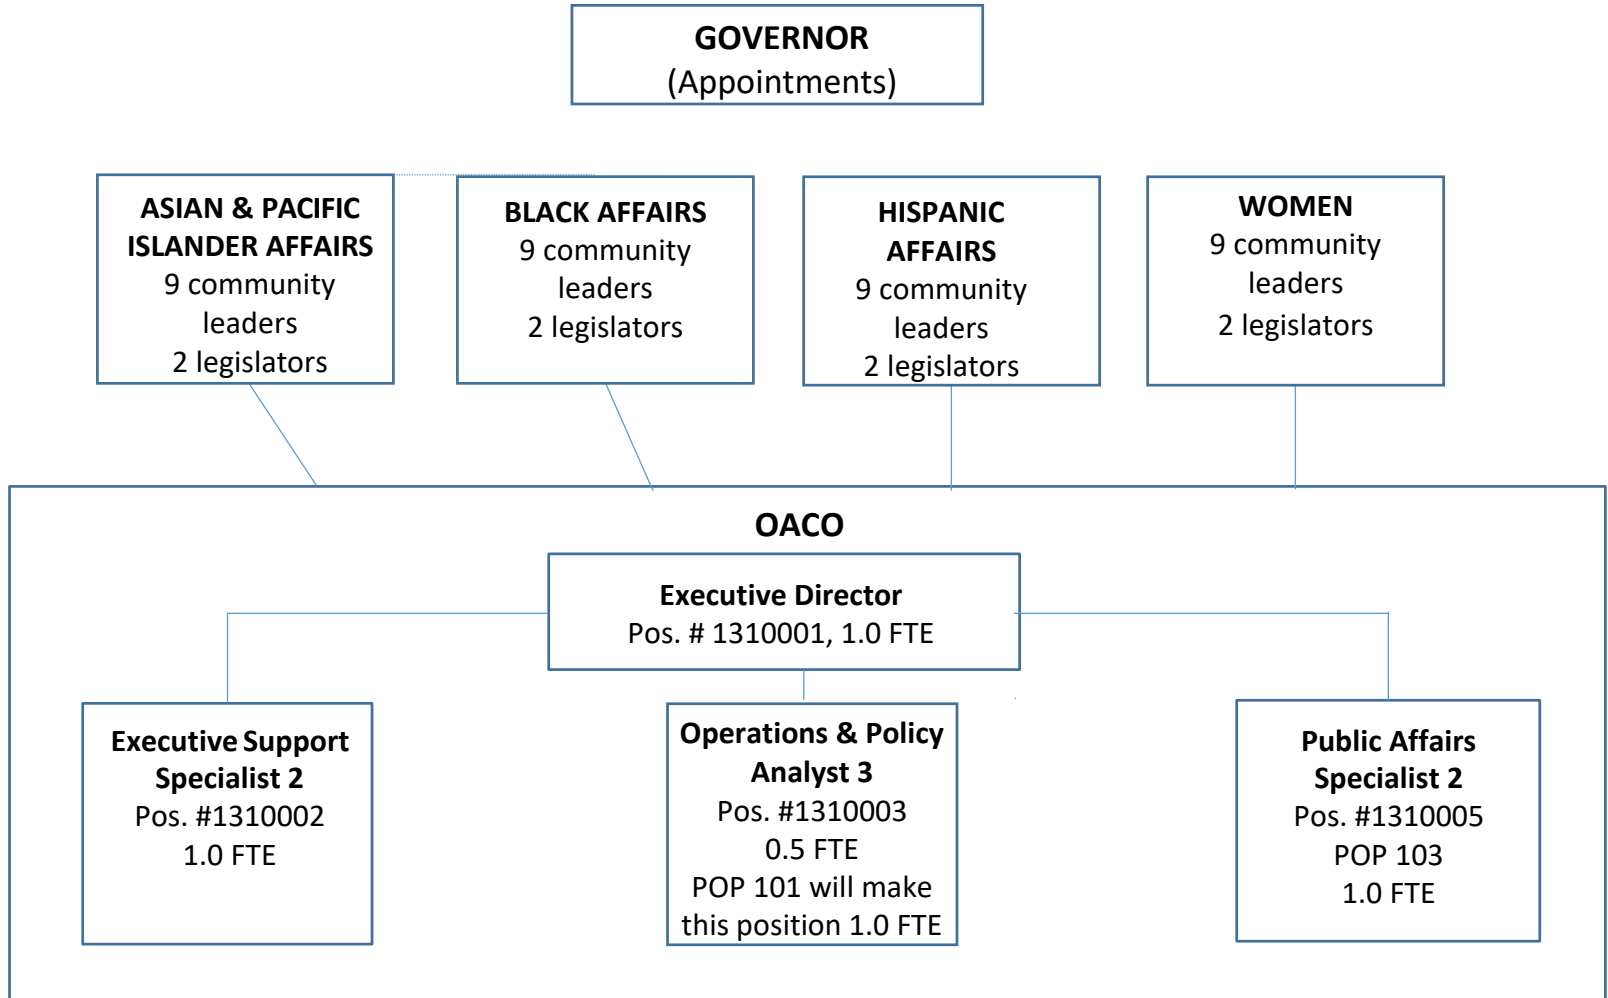 GOVERNOR
(Appointments)
ASIAN & PACIFIC
ISLANDER AFFAIRS
9 community
leaders
2 legislators
BLACK AFFAIRS
9 community
leaders
2 legislators
HISPANIC
AFFAIRS
9 community
leaders
2 legislators
WOMEN
9 community
leaders
2 legislators
OACO
Executive Director
Pos. # 1310001, 1.0 FTE
Executive Support
Specialist 2
Pos. #1310002
1.0 FTE
Operations & Policy
Analyst 3
Pos. #1310003
0.5 FTE
POP 101 will make
this position 1.0 FTE
Public Affairs
Specialist 2
Pos. #1310005
POP 103
1.0 FTE